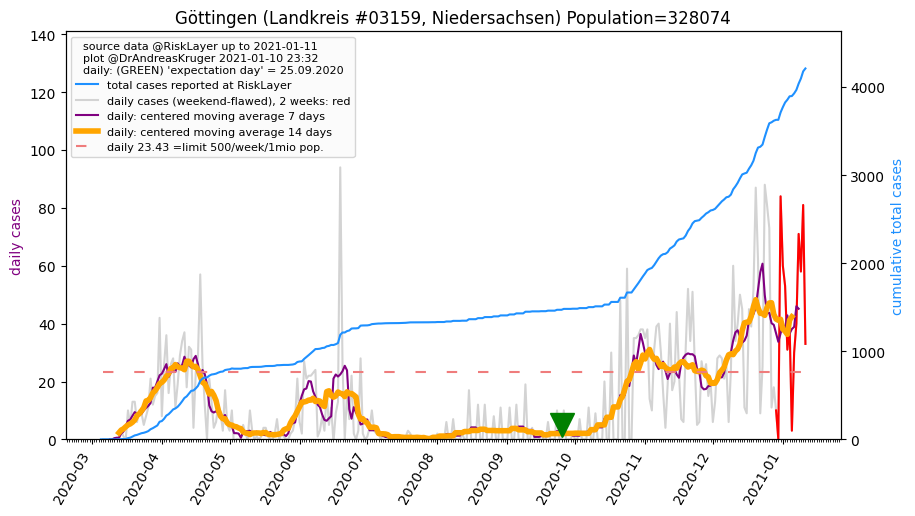 Göttingen (Landkreis #03159, Niedersachsen) Population=328074
source data @RiskLayer up to 2021-01-11
plot @DrAndreasKruger 2021-01-10 23:32
daily: (GREEN) 'expectation day' = 25.09.2020
total cases reported at RiskLayer
daily cases (weekend-flawed), 2 weeks: red
daily: centered moving average 7 days
daily: centered moving average 14 days
daily 23.43 =limit 500/week/1mio pop.
daily cases
140
120
100
80
60
40
20
0
cumulative total cases
4000
3000
2000
1000
0
2020-03
2020-04
2020-05
2020-06
2020-07
2020-08
2020-09
2020-10
2020-11
2020-12
2021-01